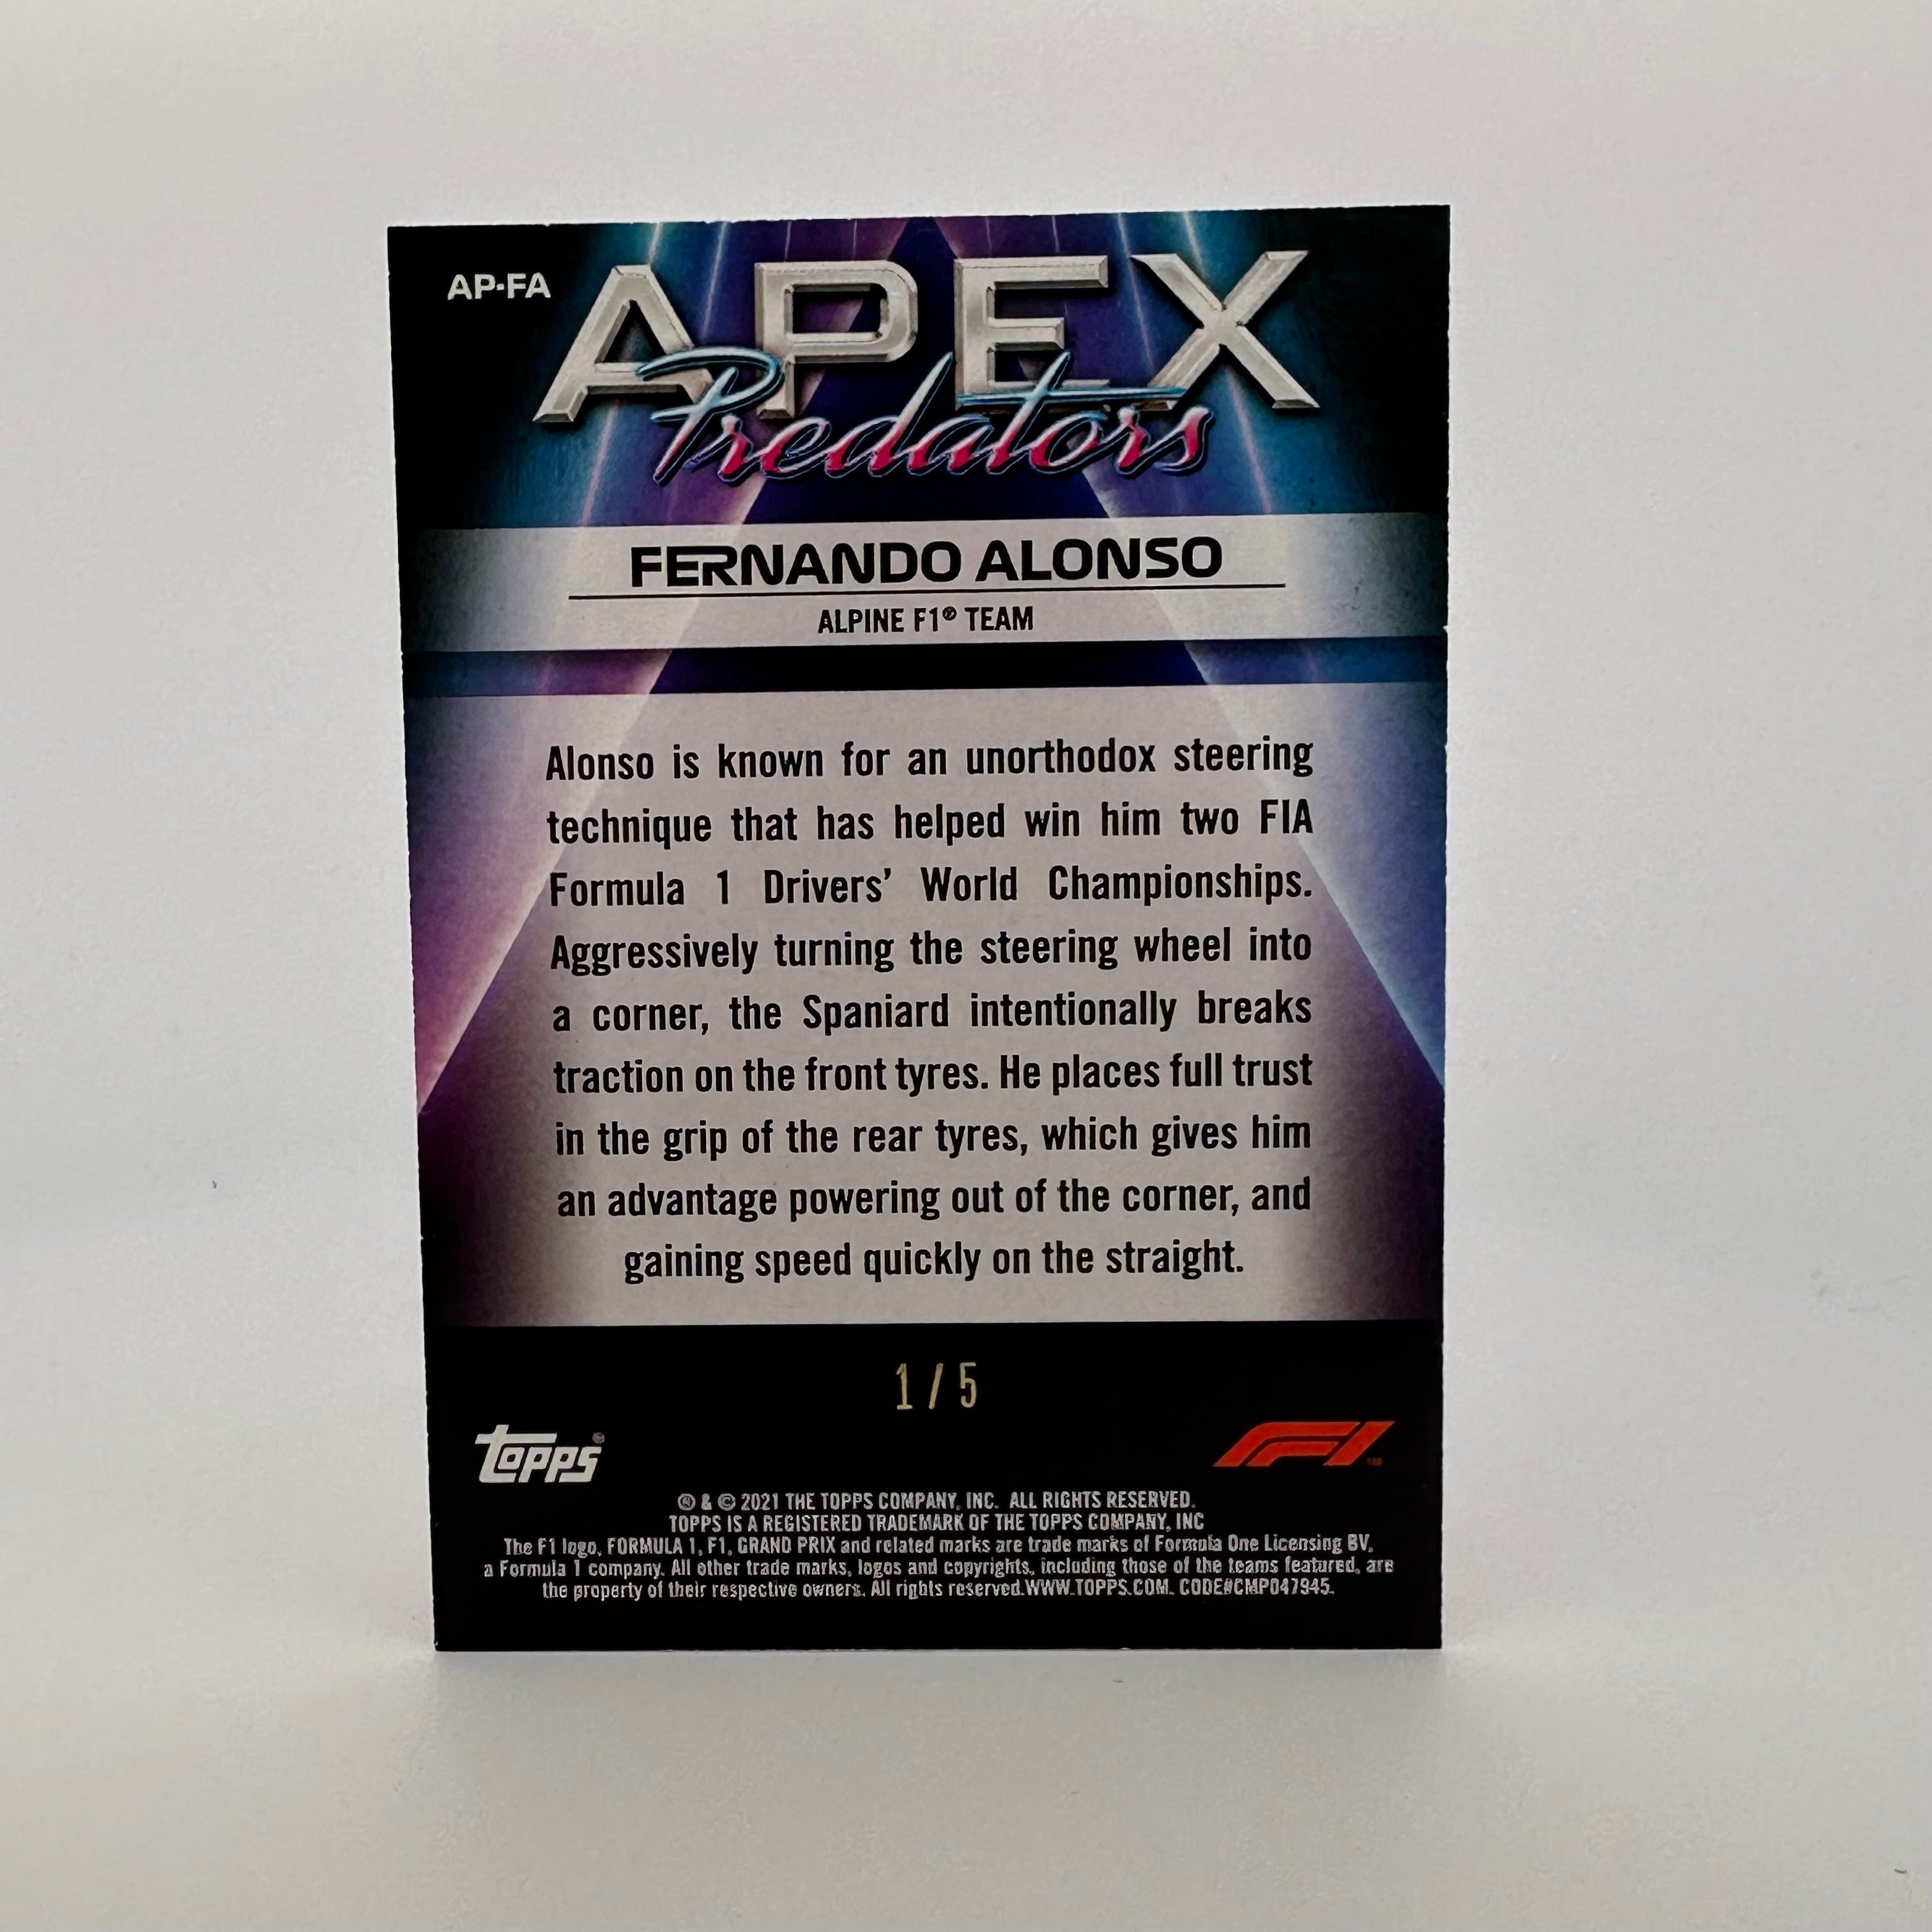 AP-FA
APEX
Predators
FERNANDO ALONSO
ALPINE F1® TEAM
Alonso is known for an unorthodox steering
technique that has helped win him two FIA
Formula 1 Drivers’ World Championships.
Aggressively turning the steering wheel into
a corner, the Spaniard intentionally breaks
traction on the front tyres. He places full trust
in the grip of the rear tyres, which gives him
an advantage powering out of the corner, and
gaining speed quickly on the straight.
1/5
topps®
F1
® & © 2021 THE TOPPS COMPANY, INC. ALL RIGHTS RESERVED.
TOPPS IS A REGISTERED TRADEMARK OF THE TOPPS COMPANY, INC
The F1 logo, FORMULA 1, F1, GRAND PRIX and related marks are trade marks of Formula One Licensing BV,
a Formula 1 company. All other trade marks, logos and copyrights, including those of the teams featured, are
the property of their respective owners. All rights reserved.WWW.TOPPS.COM. CODE#CMP047945.